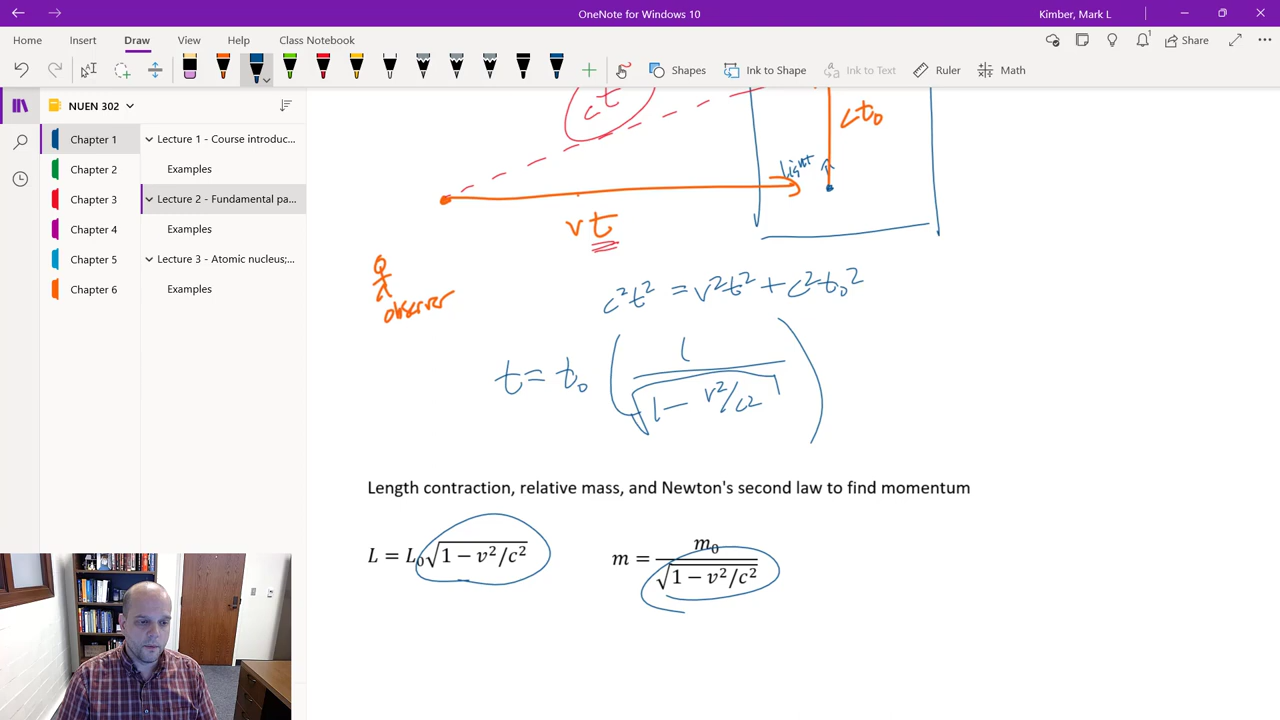 OneNote for Windows 10
Kimber, Mark L
Home Insert Draw View Help Class Notebook
Share
Shapes Ink to Shape Ink to Text Ruler Math
NUEN 302
Chapter 1
Chapter 2
Chapter 3
Chapter 4
Chapter 5
Chapter 6
Lecture 1 - Course introduc...
Examples
Lecture 2 - Fundamental pa...
Examples
Lecture 3 - Atomic nucleus;...
Examples
ct
ct₀
light
vt
observer
c²t² = v²t² + c²t₀²
t = t₀ (1/√(1 − v²/c²))
Length contraction, relative mass, and Newton's second law to find momentum
L = L₀√(1 − v²/c²)
m = m₀/√(1 − v²/c²)